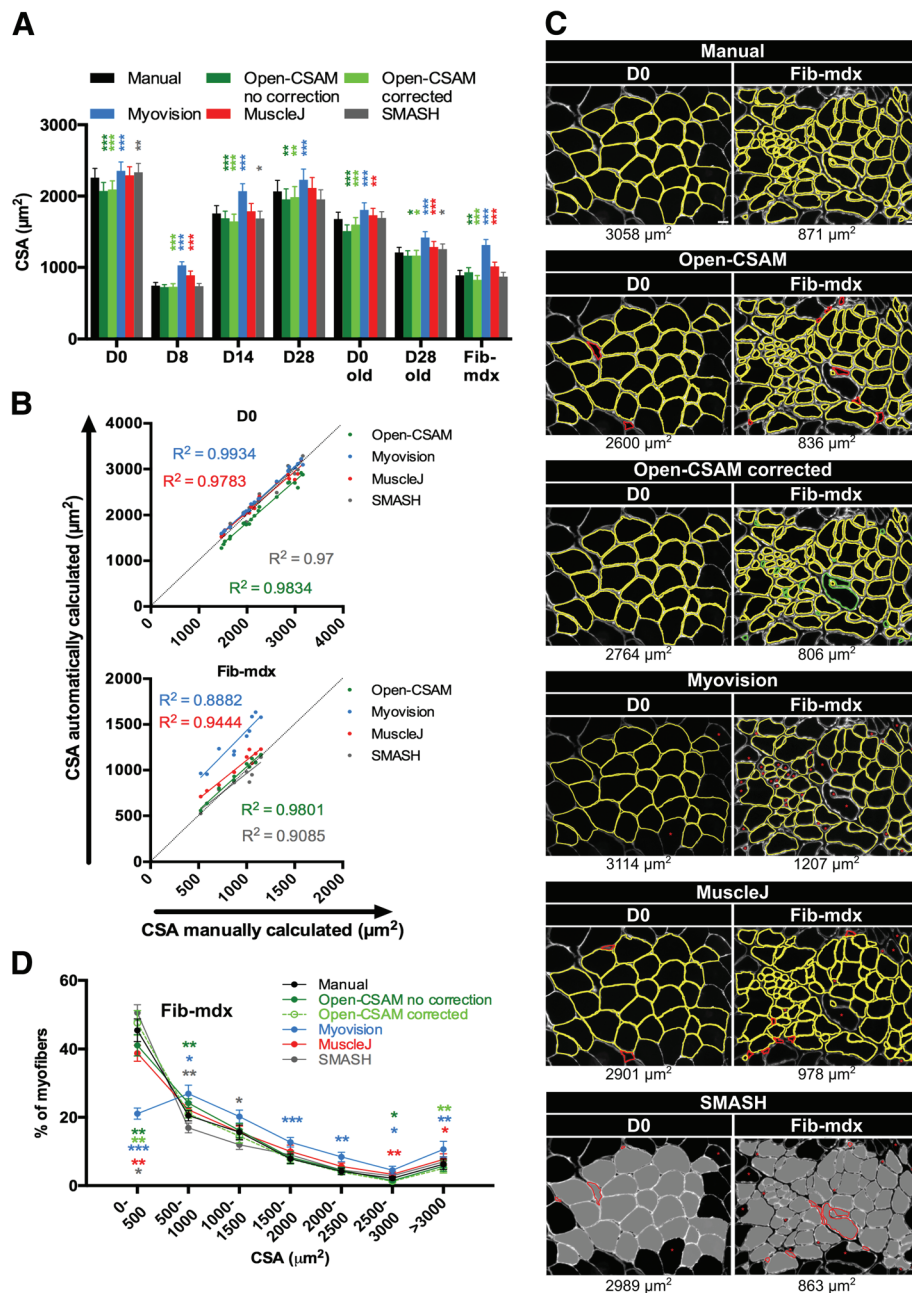 A
Manual
Open-CSAM no correction
Open-CSAM corrected
Myovision
MuscleJ
SMASH
CSA (µm²)
3000
2000
1000
0
*** *** *** **
*** *** ***
*** *** *** *
** ** ***
*** *** *** **
* * *** *** *
** *** *** ***
D0
D8
D14
D28
D0 old
D28 old
Fib-mdx
B
CSA automatically calculated (µm²)
D0
4000
3000
2000
1000
0
R² = 0.9934
R² = 0.9783
R² = 0.97
R² = 0.9834
Open-CSAM
Myovision
MuscleJ
SMASH
0
1000
2000
3000
4000
Fib-mdx
2000
1500
1000
500
0
R² = 0.8882
R² = 0.9444
R² = 0.9801
R² = 0.9085
Open-CSAM
Myovision
MuscleJ
SMASH
0
500
1000
1500
2000
CSA manually calculated (µm²)
D
% of myofibers
60
40
20
0
Fib-mdx
Manual
Open-CSAM no correction
Open-CSAM corrected
Myovision
MuscleJ
SMASH
**
**
***
**
*
**
*
**
*
***
**
*
*
**
**
**
*
0-500
500-1000
1000-1500
1500-2000
2000-2500
2500-3000
>3000
CSA (µm²)
C
Manual
D0
Fib-mdx
3058 µm²
871 µm²
Open-CSAM
D0
Fib-mdx
2600 µm²
836 µm²
Open-CSAM corrected
D0
Fib-mdx
2764 µm²
806 µm²
Myovision
D0
Fib-mdx
3114 µm²
1207 µm²
MuscleJ
D0
Fib-mdx
2901 µm²
978 µm²
SMASH
D0
Fib-mdx
2989 µm²
863 µm²